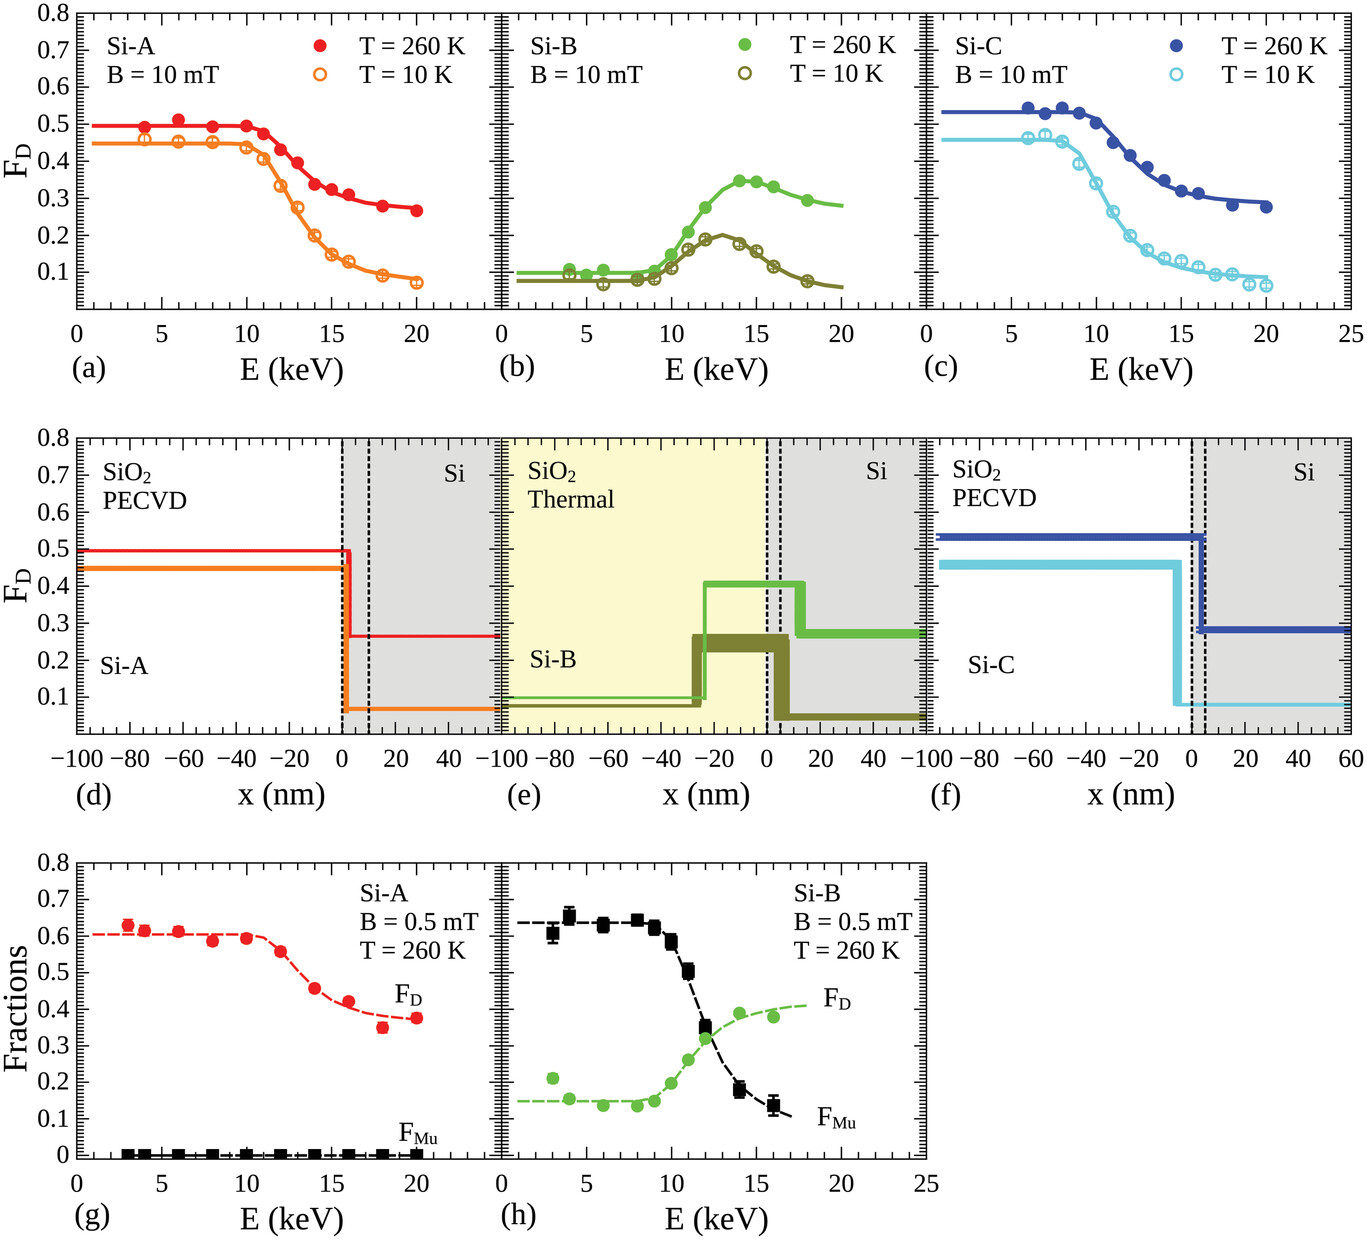 F_D
0.8
0.7
0.6
0.5
0.4
0.3
0.2
0.1
Si-A
B = 10 mT
T = 260 K
T = 10 K
0 5 10 15 20
(a) E (keV)
Si-B
B = 10 mT
T = 260 K
T = 10 K
0 5 10 15 20
(b) E (keV)
Si-C
B = 10 mT
T = 260 K
T = 10 K
0 5 10 15 20 25
(c) E (keV)
F_D
0.8
0.7
0.6
0.5
0.4
0.3
0.2
0.1
SiO₂
PECVD
Si
Si-A
−100 −80 −60 −40 −20 0 20 40
(d) x (nm)
SiO₂
Thermal
Si
Si-B
−100 −80 −60 −40 −20 0 20 40
(e) x (nm)
SiO₂
PECVD
Si
Si-C
−100 −80 −60 −40 −20 0 20 40 60
(f) x (nm)
Fractions
0.8
0.7
0.6
0.5
0.4
0.3
0.2
0.1
0
Si-A
B = 0.5 mT
T = 260 K
F_D
F_Mu
0 5 10 15 20
(g) E (keV)
Si-B
B = 0.5 mT
T = 260 K
F_D
F_Mu
0 5 10 15 20 25
(h) E (keV)